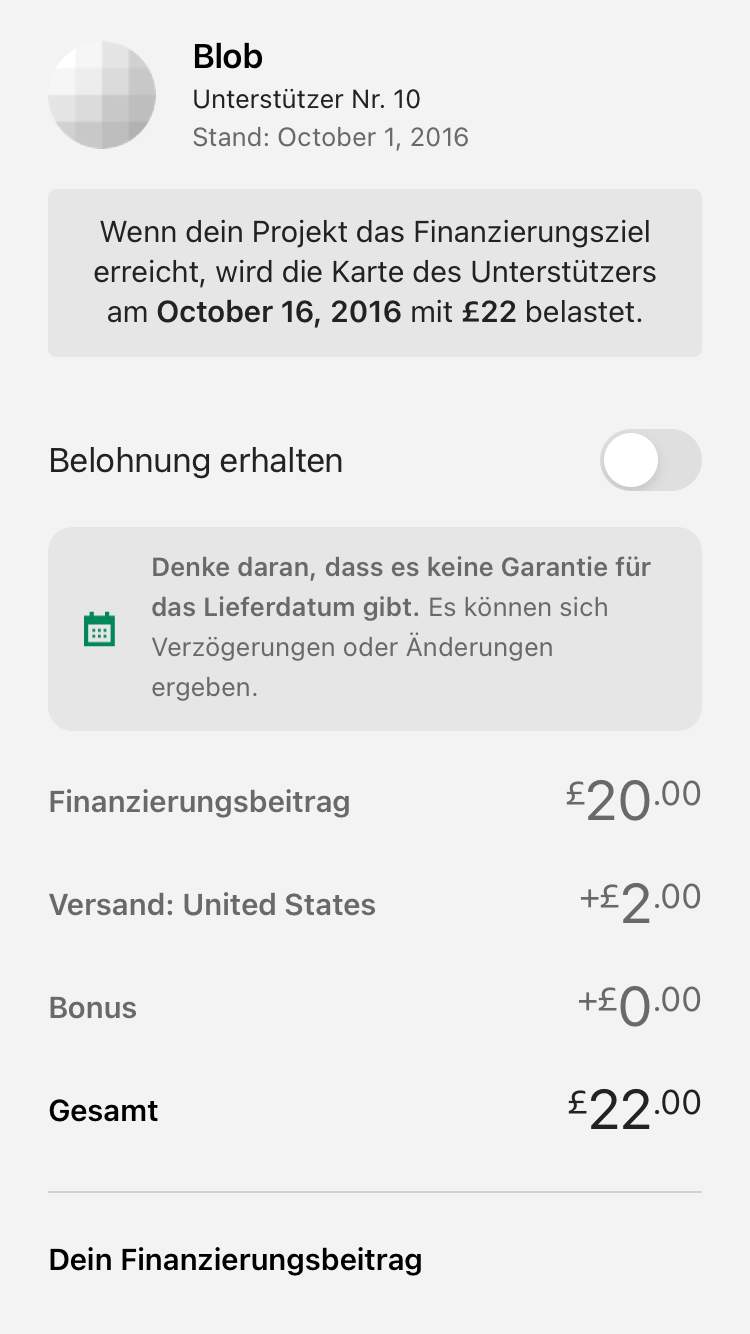 Blob
Unterstützer Nr. 10
Stand: October 1, 2016
Wenn dein Projekt das Finanzierungsziel
erreicht, wird die Karte des Unterstützers
am October 16, 2016 mit £22 belastet.
Belohnung erhalten
Denke daran, dass es keine Garantie für
das Lieferdatum gibt. Es können sich
Verzögerungen oder Änderungen
ergeben.
Finanzierungsbeitrag £20.00
Versand: United States +£2.00
Bonus +£0.00
Gesamt £22.00
Dein Finanzierungsbeitrag